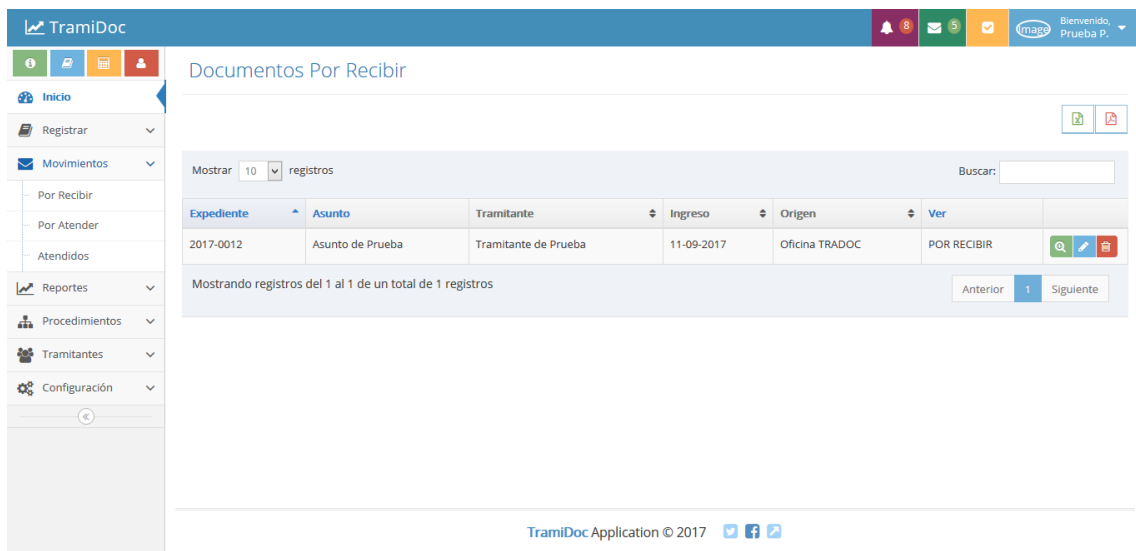 TramiDoc
8
5
Image
Bienvenido,
Prueba P.
Inicio
Registrar
Movimientos
Por Recibir
Por Atender
Atendidos
Reportes
Procedimientos
Tramitantes
Configuración
Documentos Por Recibir
Mostrar 10 registros
Buscar:
Expediente Asunto Tramitante Ingreso Origen Ver
2017-0012 Asunto de Prueba Tramitante de Prueba 11-09-2017 Oficina TRADOC POR RECIBIR
Mostrando registros del 1 al 1 de un total de 1 registros
Anterior 1 Siguiente
TramiDoc Application © 2017